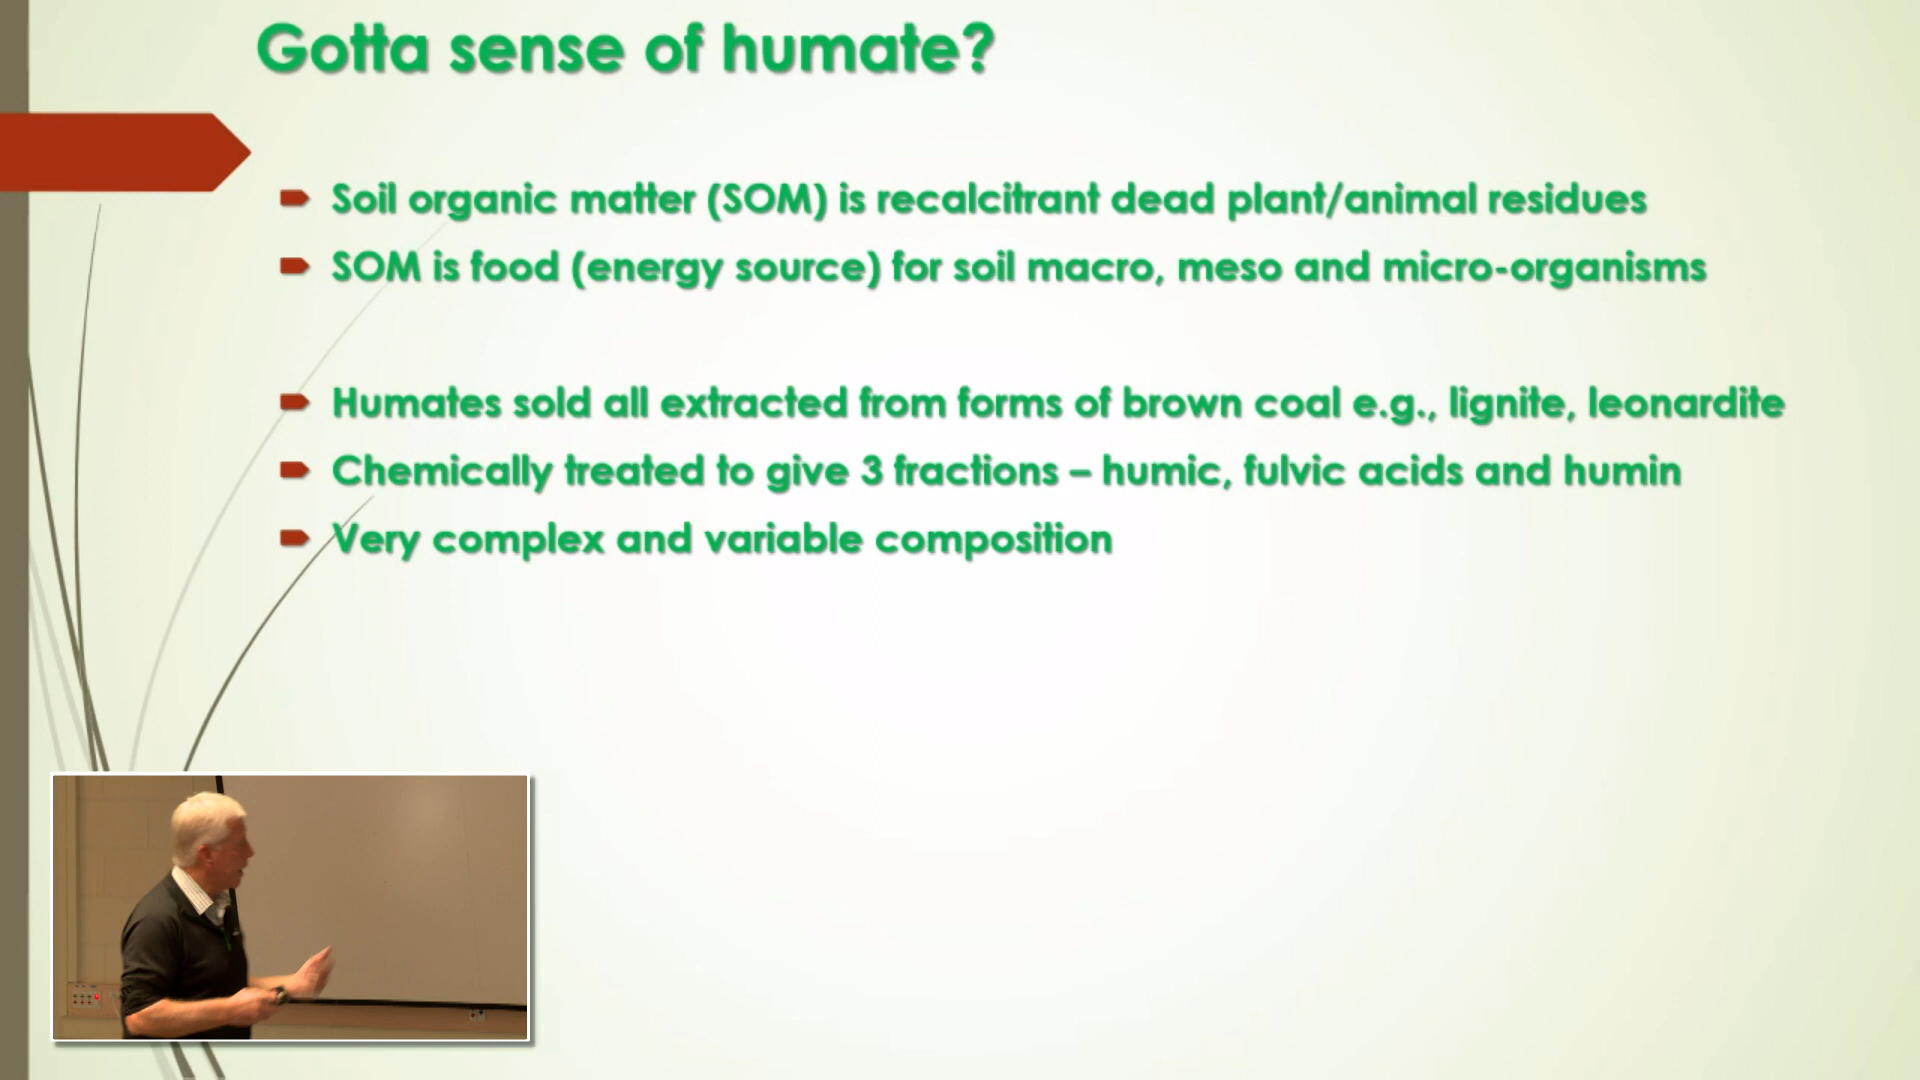 Gotta sense of humate?
Soil organic matter (SOM) is recalcitrant dead plant/animal residues
SOM is food (energy source) for soil macro, meso and micro-organisms
Humates sold all extracted from forms of brown coal e.g., lignite, leonardite
Chemically treated to give 3 fractions – humic, fulvic acids and humin
Very complex and variable composition